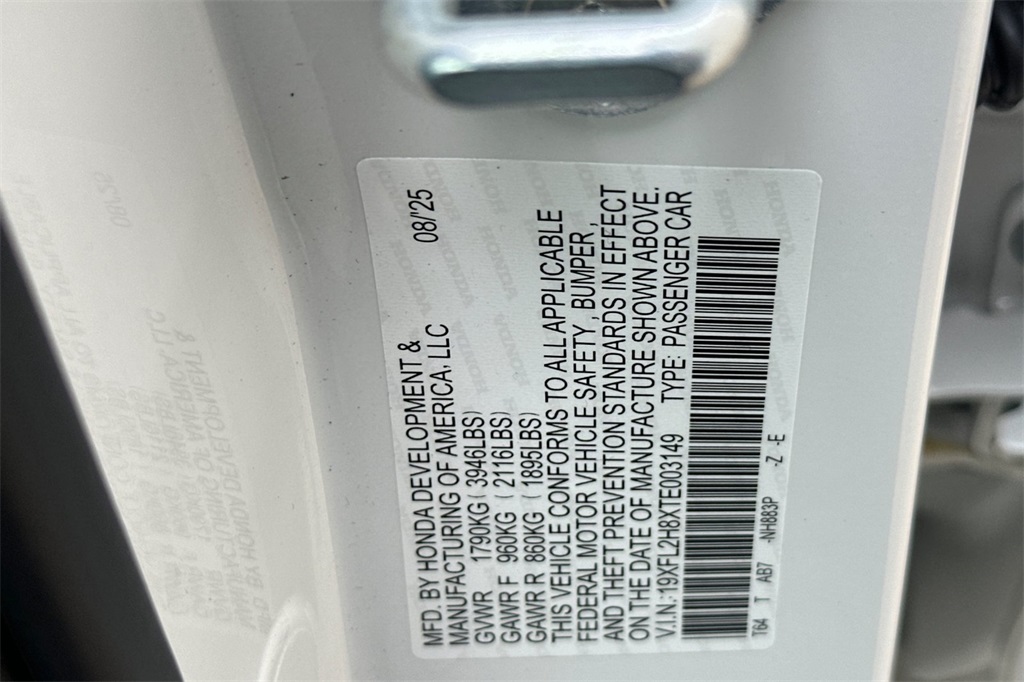 MFD. BY HONDA DEVELOPMENT & 08/'25
MANUFACTURING OF AMERICA, LLC
GVWR 1790KG (3946LBS)
GAWR F 960KG (2116LBS)
GAWR R 860KG (1895LBS)
THIS VEHICLE CONFORMS TO ALL APPLICABLE
FEDERAL MOTOR VEHICLE SAFETY, BUMPER,
AND THEFT PREVENTION STANDARDS IN EFFECT
ON THE DATE OF MANUFACTURE SHOWN ABOVE.
V.I.N:19XFL2H8XTE003149 TYPE: PASSENGER CAR
T64 T AB7 -NH883P -Z -E